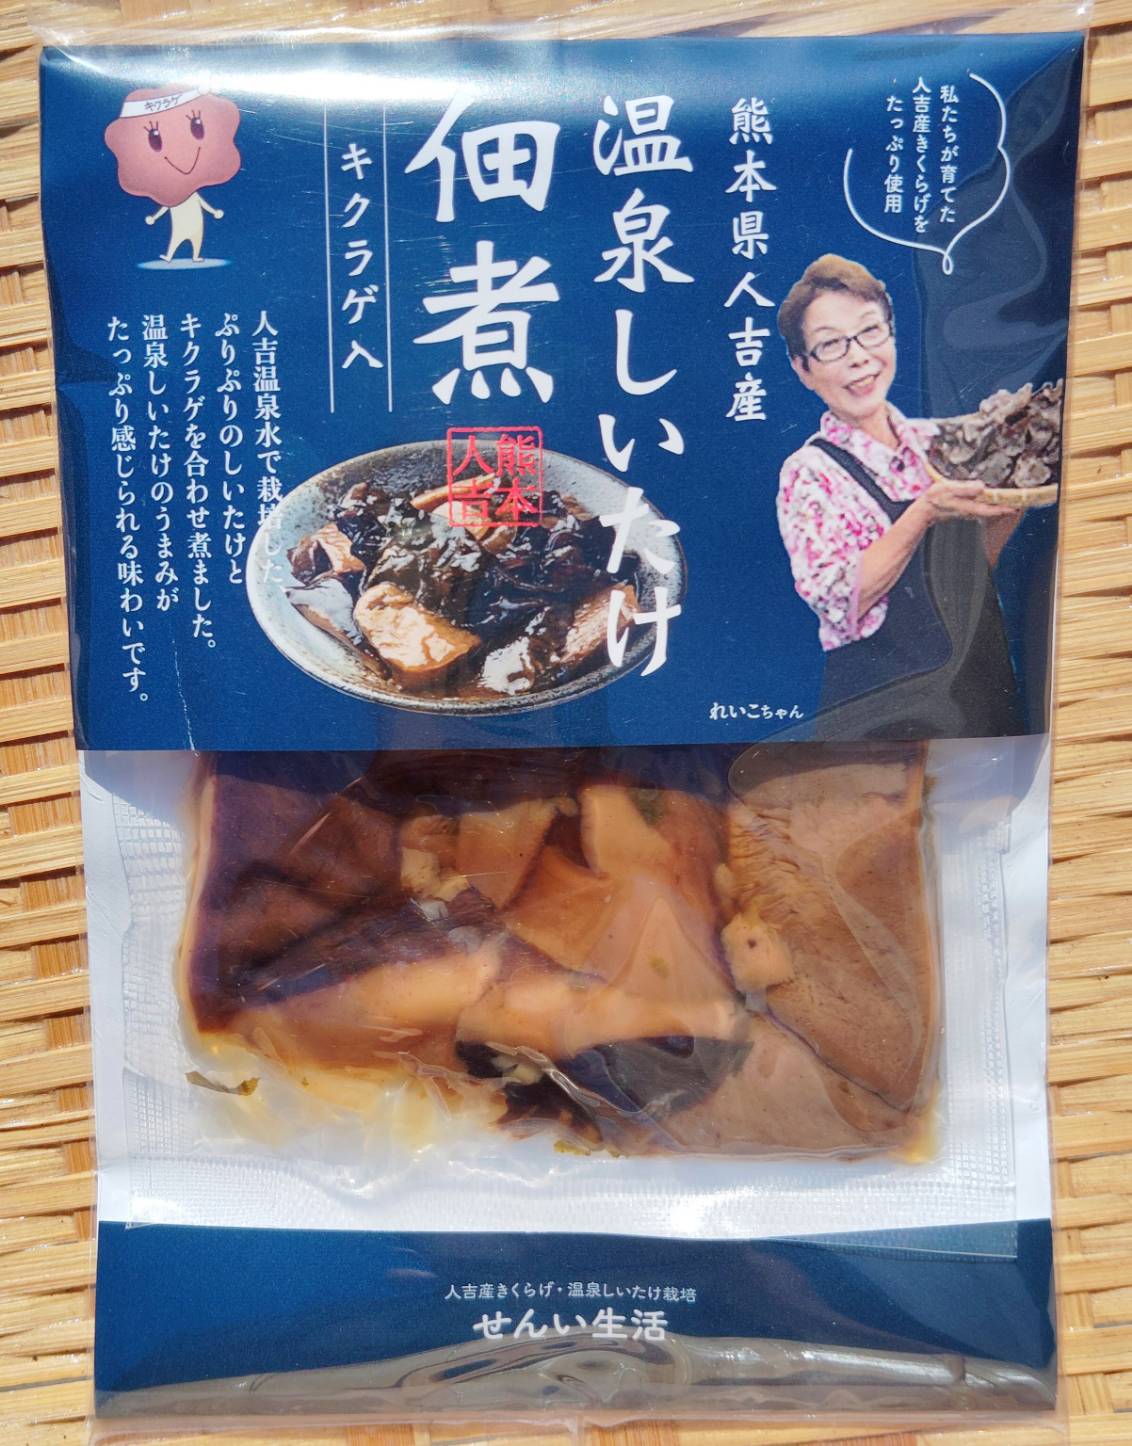 私たちが育てた
人吉産きくらげを
たっぷり使用
熊本県人吉産
温泉しいたけ
佃煮
キクラゲ入
キクラゲ
熊本
人吉
人吉温泉水で栽培した
ぷりぷりのしいたけと
キクラゲを合わせ煮ました。
温泉しいたけのうまみが
たっぷり感じられる味わいです。
れいこちゃん
人吉産きくらげ・温泉しいたけ栽培
せんい生活